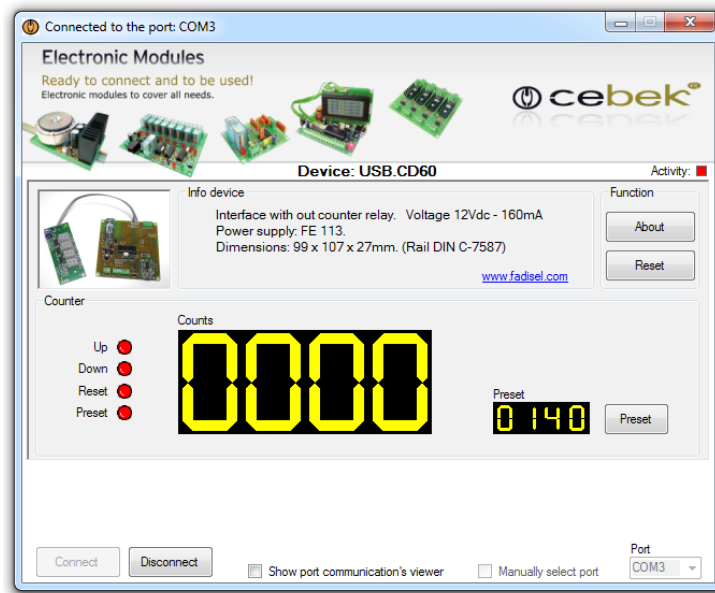 Connected to the port: COM3
Electronic Modules
Ready to connect and to be used!
Electronic modules to cover all needs.
cebek
Device: USB.CD60
Activity:
Info device
Function
Interface with out counter relay. Voltage 12Vdc - 160mA
Power supply: FE 113.
Dimensions: 99 x 107 x 27mm. (Rail DIN C-7587)
www.fadisel.com
About
Reset
Counter
Counts
Up
Down
Reset
Preset
0000
Preset
0140
Preset
Connect
Disconnect
Show port communication's viewer
Manually select port
Port
COM3